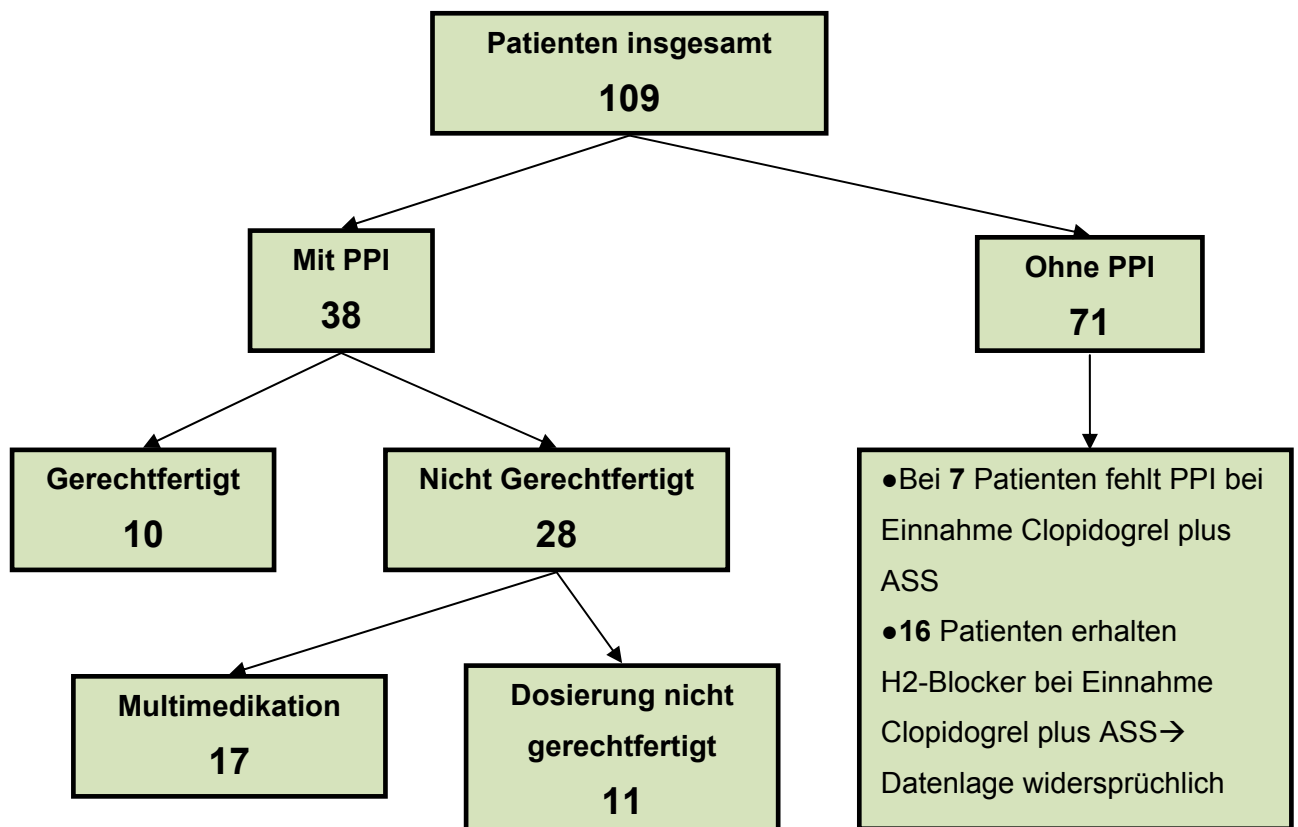 Patienten insgesamt
109
Mit PPI
38
Ohne PPI
71
Gerechtfertigt
10
Nicht Gerechtfertigt
28
●Bei 7 Patienten fehlt PPI bei
Einnahme Clopidogrel plus
ASS
●16 Patienten erhalten
H2-Blocker bei Einnahme
Clopidogrel plus ASS→
Datenlage widersprüchlich
Multimedikation
17
Dosierung nicht
gerechtfertigt
11